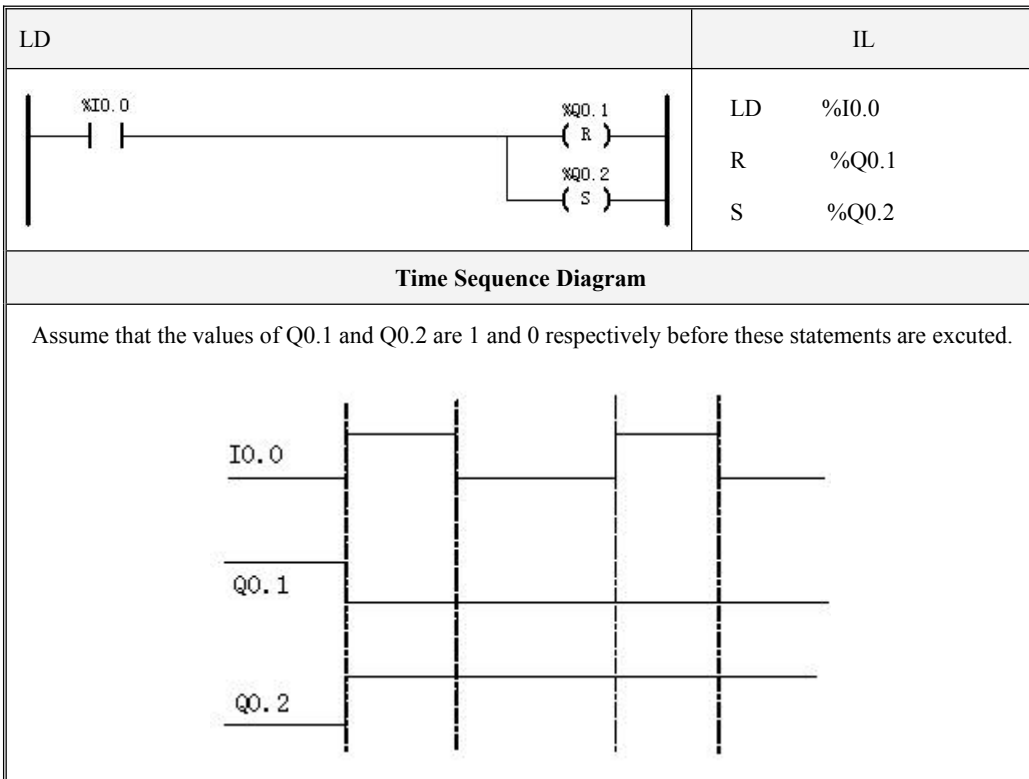 LD
IL
%I0.0
%Q0.1
( R )
%Q0.2
( S )
LD %I0.0
R %Q0.1
S %Q0.2
Time Sequence Diagram
Assume that the values of Q0.1 and Q0.2 are 1 and 0 respectively before these statements are excuted.
I0.0
Q0.1
Q0.2